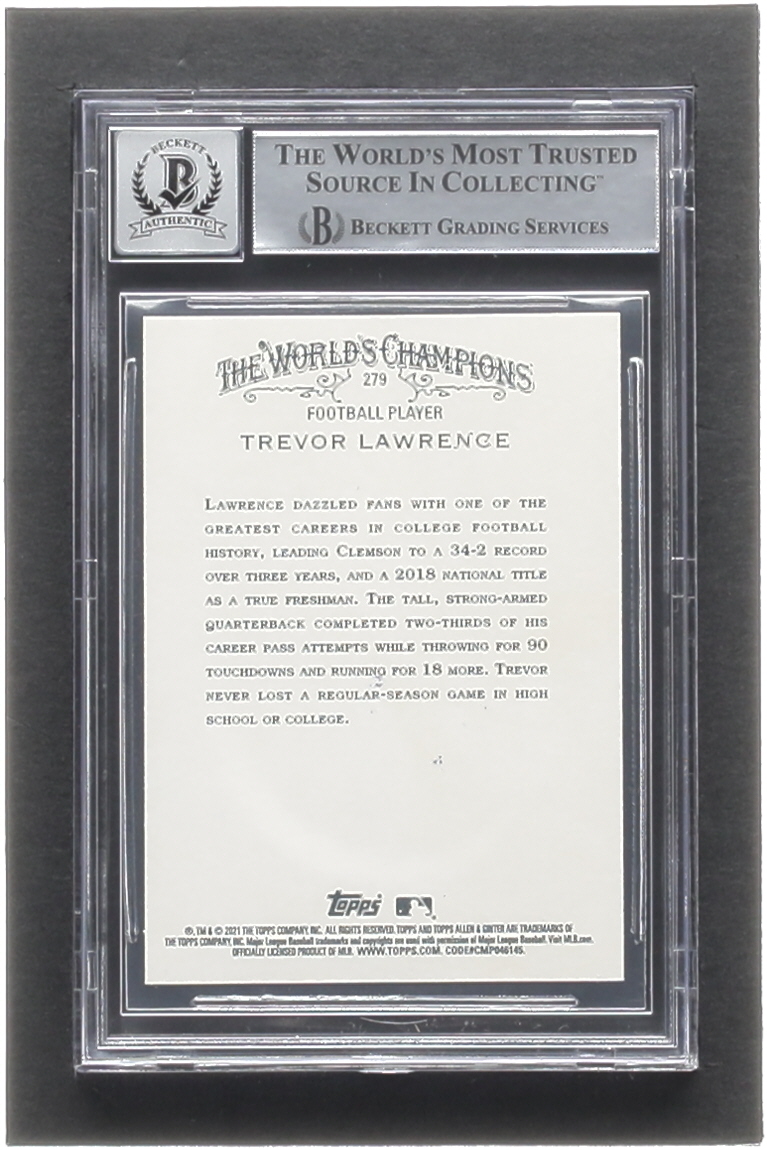 BECKETT
B
AUTHENTIC
THE WORLD'S MOST TRUSTED
SOURCE IN COLLECTING™
B BECKETT GRADING SERVICES
THE WORLD'S CHAMPIONS
279
FOOTBALL PLAYER
TREVOR LAWRENCE
LAWRENCE DAZZLED FANS WITH ONE OF THE
GREATEST CAREERS IN COLLEGE FOOTBALL
HISTORY, LEADING CLEMSON TO A 34-2 RECORD
OVER THREE YEARS, AND A 2018 NATIONAL TITLE
AS A TRUE FRESHMAN. THE TALL, STRONG-ARMED
QUARTERBACK COMPLETED TWO-THIRDS OF HIS
CAREER PASS ATTEMPTS WHILE THROWING FOR 90
TOUCHDOWNS AND RUNNING FOR 18 MORE. TREVOR
NEVER LOST A REGULAR-SEASON GAME IN HIGH
SCHOOL OR COLLEGE.
Topps
®, TM & © 2021 THE TOPPS COMPANY, INC. ALL RIGHTS RESERVED. TOPPS AND TOPPS ALLEN & GINTER ARE TRADEMARKS OF
THE TOPPS COMPANY, INC. Major League Baseball trademarks and copyrights are used with permission of Major League Baseball. Visit MLB.com.
OFFICIALLY LICENSED PRODUCT OF MLB. WWW.TOPPS.COM. CODE#CMP046145.